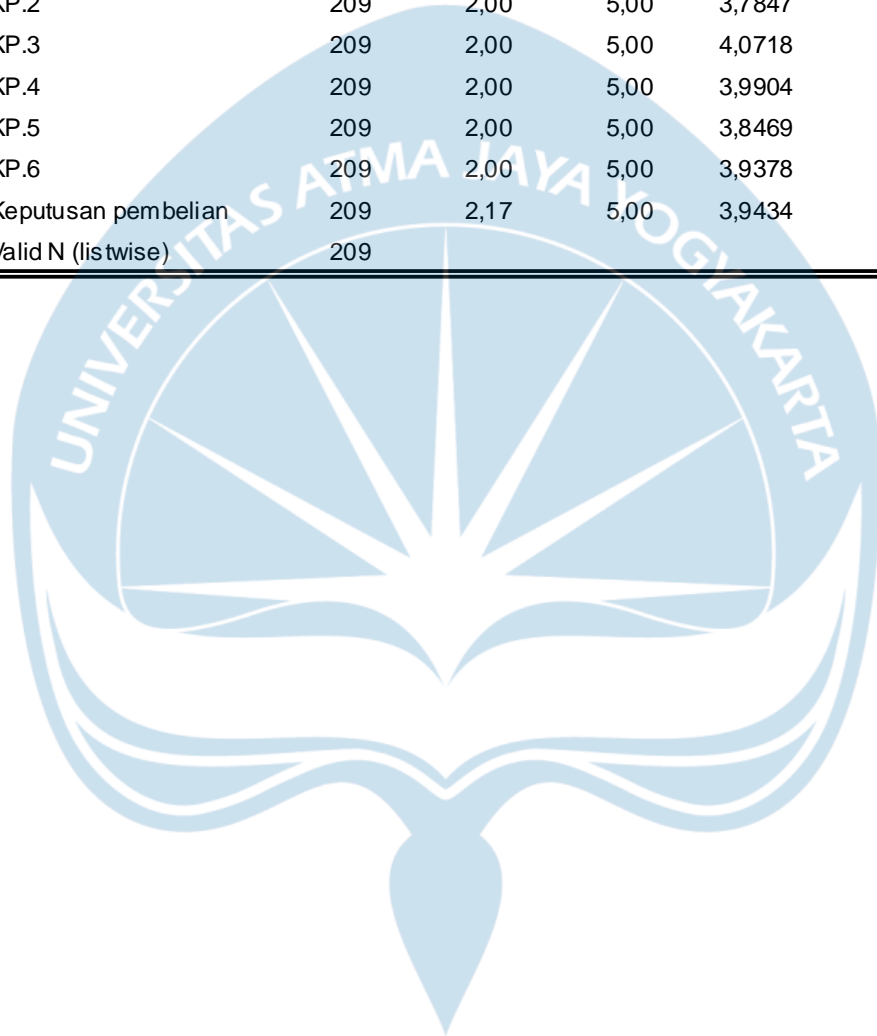 KP.2 209 2,00 5,00 3,7847
KP.3 209 2,00 5,00 4,0718
KP.4 209 2,00 5,00 3,9904
KP.5 209 2,00 5,00 3,8469
KP.6 209 2,00 5,00 3,9378
Keputusan pembelian 209 2,17 5,00 3,9434
Valid N (listwise) 209
UNIVERSITAS ATMA JAYA YOGYAKARTA